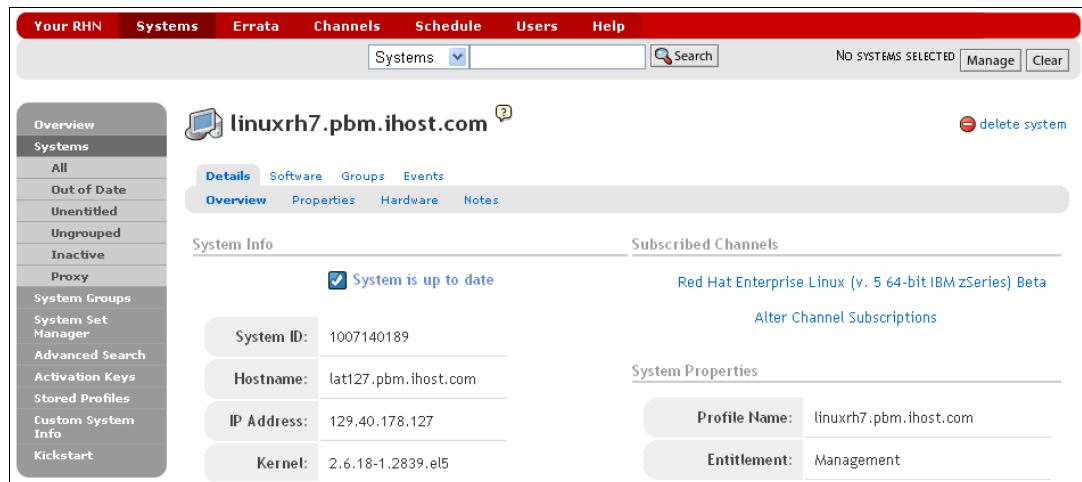 Your RHN Systems Errata Channels Schedule Users Help
Systems Search NO SYSTEMS SELECTED Manage Clear
Overview
Systems
All
Out of Date
Unentitled
Ungrouped
Inactive
Proxy
System Groups
System Set
Manager
Advanced Search
Activation Keys
Stored Profiles
Custom System
Info
Kickstart
linuxrh7.pbm.ihost.com ?
delete system
Details Software Groups Events
Overview Properties Hardware Notes
System Info
System is up to date
System ID: 1007140189
Hostname: lat127.pbm.ihost.com
IP Address: 129.40.178.127
Kernel: 2.6.18-1.2839.el5
Subscribed Channels
Red Hat Enterprise Linux (v. 5 64-bit IBM zSeries) Beta
Alter Channel Subscriptions
System Properties
Profile Name: linuxrh7.pbm.ihost.com
Entitlement: Management